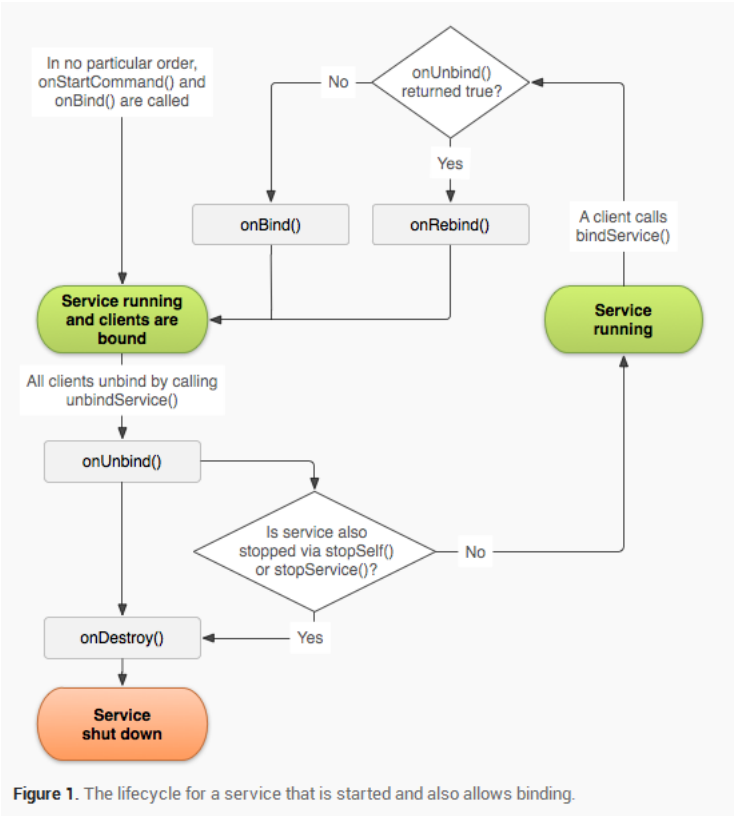 In no particular order,
onStartCommand() and
onBind() are called
onUnbind()
returned true?
No
Yes
onBind()
onRebind()
A client calls
bindService()
Service running
and clients are
bound
Service
running
All clients unbind by calling
unbindService()
onUnbind()
Is service also
stopped via stopSelf()
or stopService()?
No
Yes
onDestroy()
Service
shut down
Figure 1. The lifecycle for a service that is started and also allows binding.